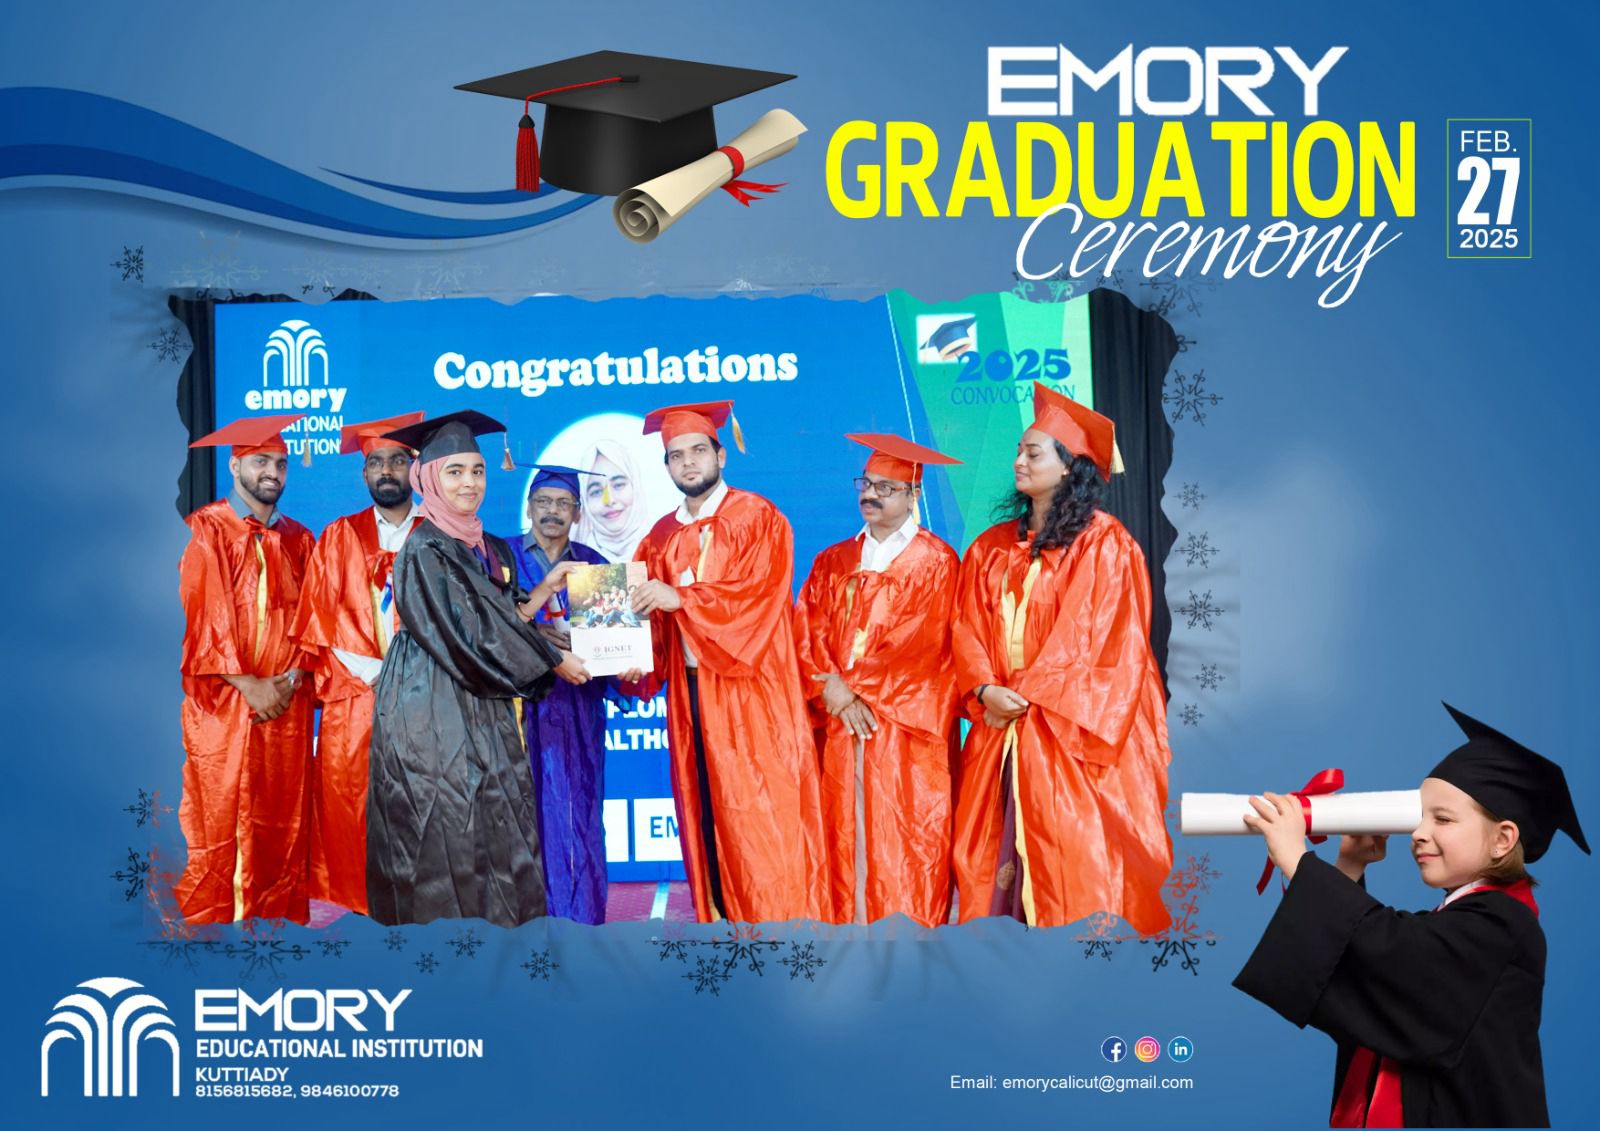 EMORY
GRADUATION
Ceremony
FEB.
27
2025
emory
Congratulations
2025
CONVOCATION
IGNET
EMORY
EDUCATIONAL INSTITUTION
KUTTIADY
8156815682, 9846100778
Email: emorycalicut@gmail.com